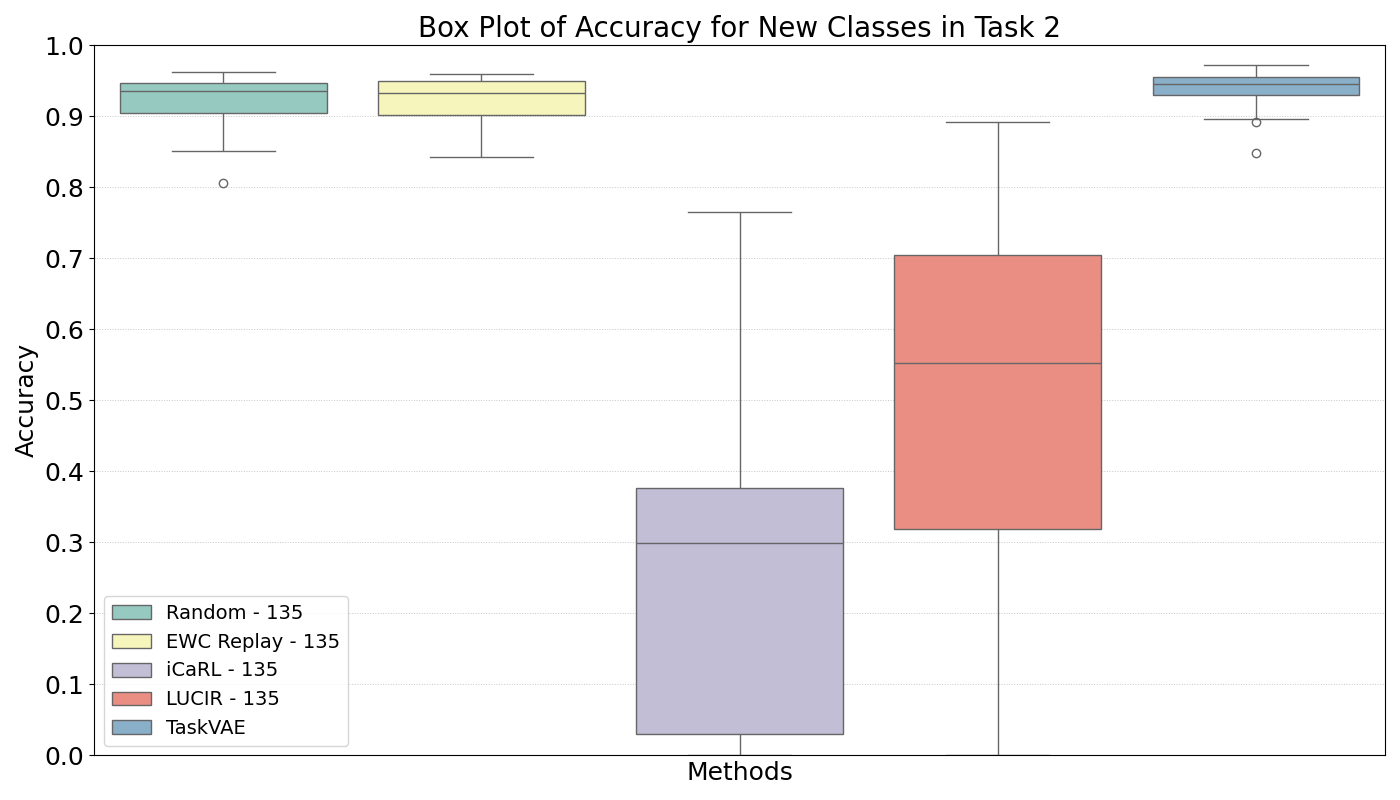 Box Plot of Accuracy for New Classes in Task 2
1.0
0.9
0.8
0.7
0.6
0.5
0.4
0.3
0.2
0.1
0.0
Accuracy
Random - 135
EWC Replay - 135
iCaRL - 135
LUCIR - 135
TaskVAE
Methods